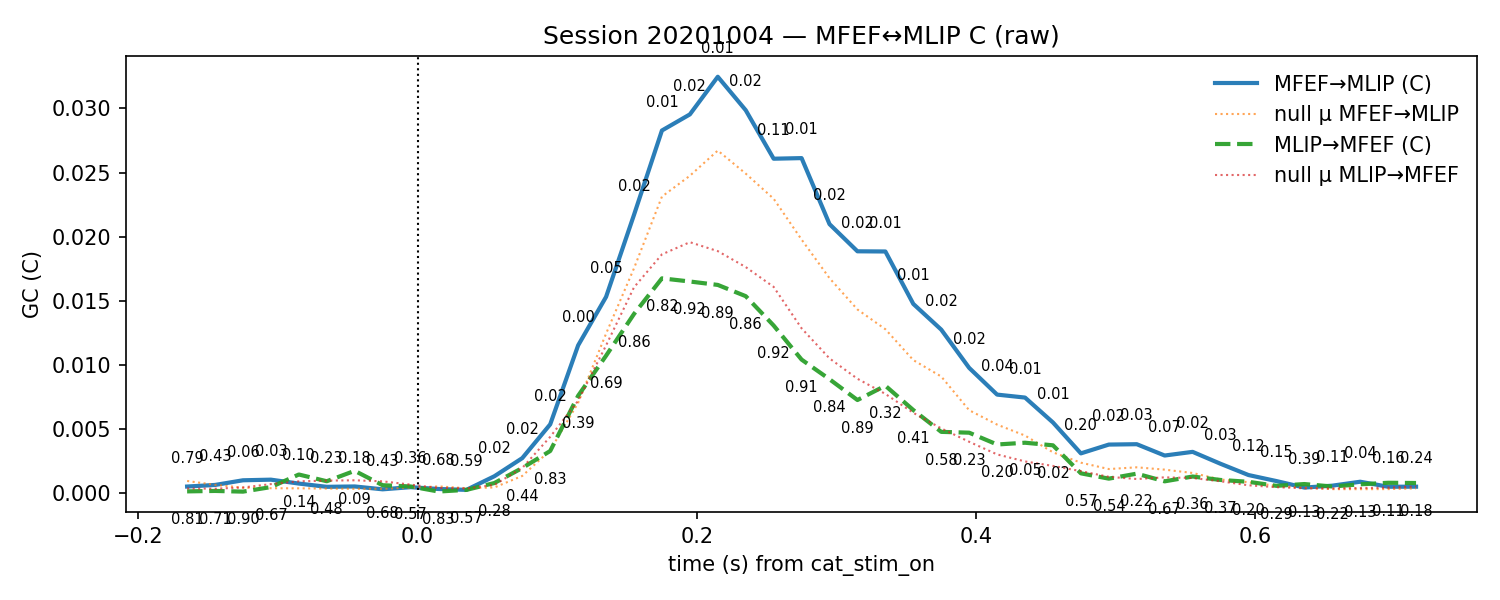 Session 20201004 — MFEF↔MLIP C (raw)
GC (C)
0.030
0.025
0.020
0.015
0.010
0.005
0.000
MFEF→MLIP (C)
null µ MFEF→MLIP
MLIP→MFEF (C)
null µ MLIP→MFEF
0.79 0.43 0.06 0.03 0.10 0.23 0.18 0.43 0.36 0.68 0.59 0.02 0.02 0.02 0.00 0.05 0.02 0.01 0.02 0.01 0.02 0.11 0.01 0.02 0.02 0.01 0.01 0.02 0.02 0.04 0.01 0.01 0.20 0.02 0.03 0.07 0.02 0.03 0.12 0.15 0.39 0.11 0.04 0.16 0.24
0.81 0.71 0.90 0.67 0.14 0.48 0.09 0.68 0.57 0.83 0.57 0.28 0.44 0.83 0.39 0.69 0.86 0.82 0.92 0.89 0.86 0.92 0.91 0.84 0.89 0.32 0.41 0.58 0.23 0.20 0.05 0.02 0.57 0.54 0.22 0.67 0.36 0.37 0.20 0.29 0.13 0.22 0.13 0.11 0.18
−0.2 0.0 0.2 0.4 0.6
time (s) from cat_stim_on